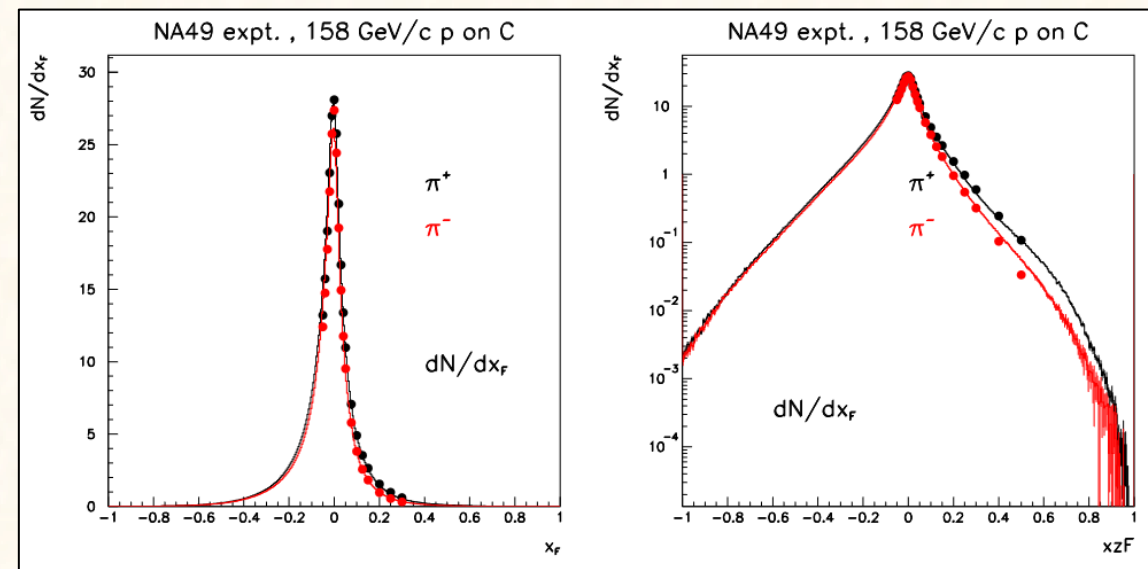 NA49 expt. , 158 GeV/c p on C
dN/dx_F
30
25
20
15
10
5
0
π⁺
π⁻
dN/dx_F
-1 -0.8 -0.6 -0.4 -0.2 0 0.2 0.4 0.6 0.8 1
x_F
NA49 expt. , 158 GeV/c p on C
dN/dx_F
10
1
10⁻¹
10⁻²
10⁻³
10⁻⁴
π⁺
π⁻
dN/dx_F
-1 -0.8 -0.6 -0.4 -0.2 0 0.2 0.4 0.6 0.8 1
xzF